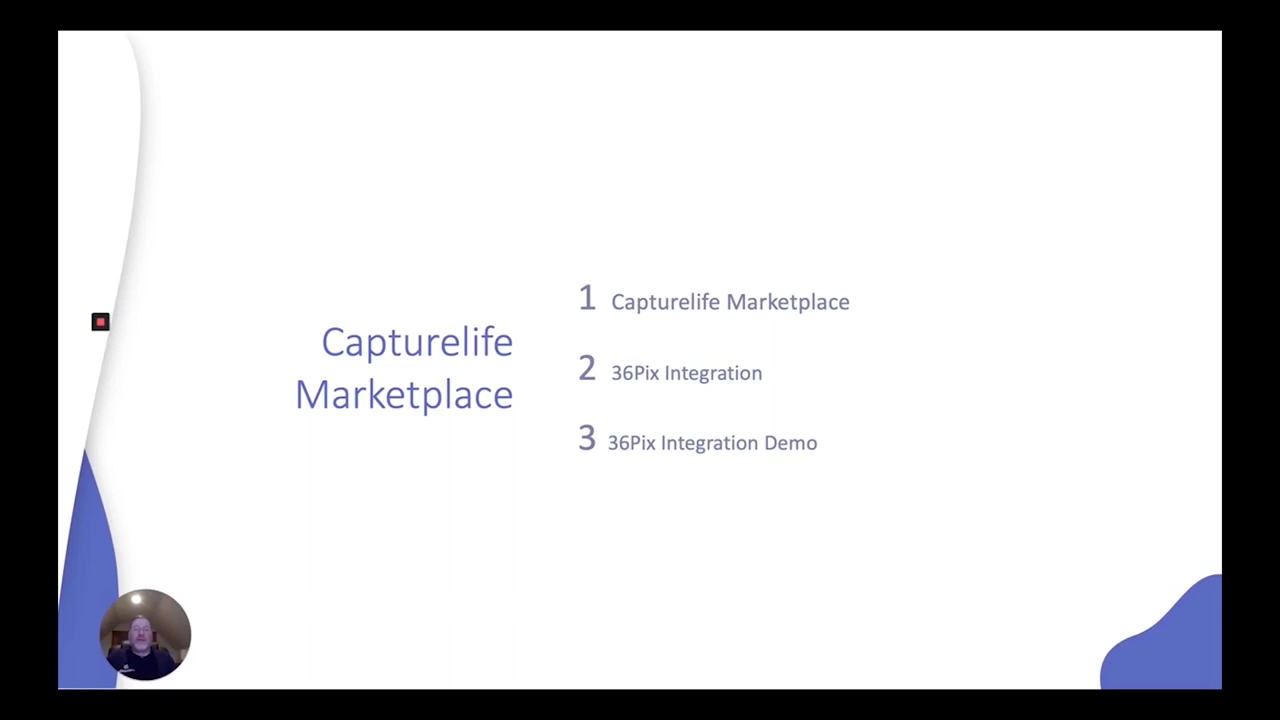 Capturelife
Marketplace
1 Capturelife Marketplace
2 36Pix Integration
3 36Pix Integration Demo